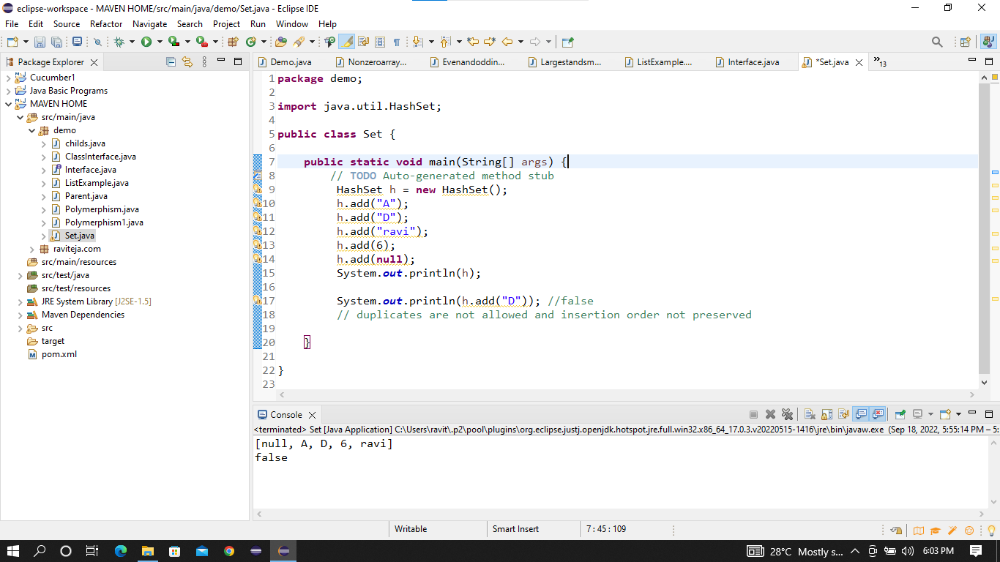 eclipse-workspace - MAVEN HOME/src/main/java/demo/Set.java - Eclipse IDE
File Edit Source Refactor Navigate Search Project Run Window Help
Package Explorer
Cucumber1
Java Basic Programs
MAVEN HOME
src/main/java
demo
childs.java
ClassInterface.java
Interface.java
ListExample.java
Parent.java
Polymerphism.java
Polymerphism1.java
Set.java
raviteja.com
src/main/resources
src/test/java
src/test/resources
JRE System Library [J2SE-1.5]
Maven Dependencies
src
target
pom.xml
Demo.java Nonzeroarray... Evenandoddin... Largestandsm... ListExample.... Interface.java *Set.java »13
1 package demo;
2
3 import java.util.HashSet;
4
5 public class Set {
6
7     public static void main(String[] args) {
8         // TODO Auto-generated method stub
9          HashSet h = new HashSet();
10          h.add("A");
11          h.add("D");
12          h.add("ravi");
13          h.add(6);
14          h.add(null);
15          System.out.println(h);
16
17          System.out.println(h.add("D")); //false
18          // duplicates are not allowed and insertion order not preserved
19
20     }
21
22 }
23
Console
<terminated> Set [Java Application] C:\Users\ravit\.p2\pool\plugins\org.eclipse.justj.openjdk.hotspot.jre.full.win32.x86_64_17.0.3.v20220515-1416\jre\bin\javaw.exe (Sep 18, 2022, 5:55:14 PM – 5:
[null, A, D, 6, ravi]
false
Writable Smart Insert 7 : 45 : 109
28°C Mostly s... 6:03 PM